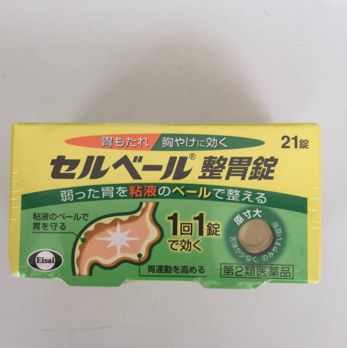 胃もたれ 胸やけに効く
21錠
セルベール® 整胃錠
弱った胃を粘液のベールで整える
粘液のベールで
胃を守る
1回1錠
で効く
原寸大
胃運動を高める
Eisai
第2類医薬品